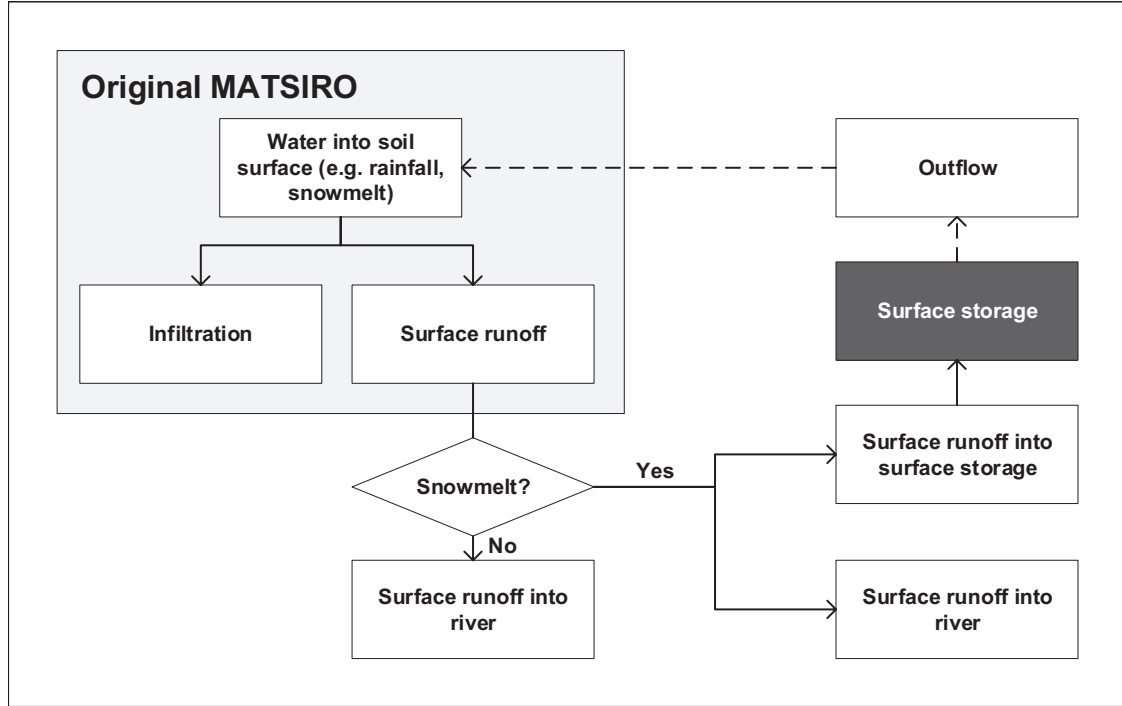 Original MATSIRO
Water into soil
surface (e.g. rainfall,
snowmelt)
Outflow
Infiltration
Surface runoff
Surface storage
Snowmelt?
Yes
No
Surface runoff into
surface storage
Surface runoff into
river
Surface runoff into
river